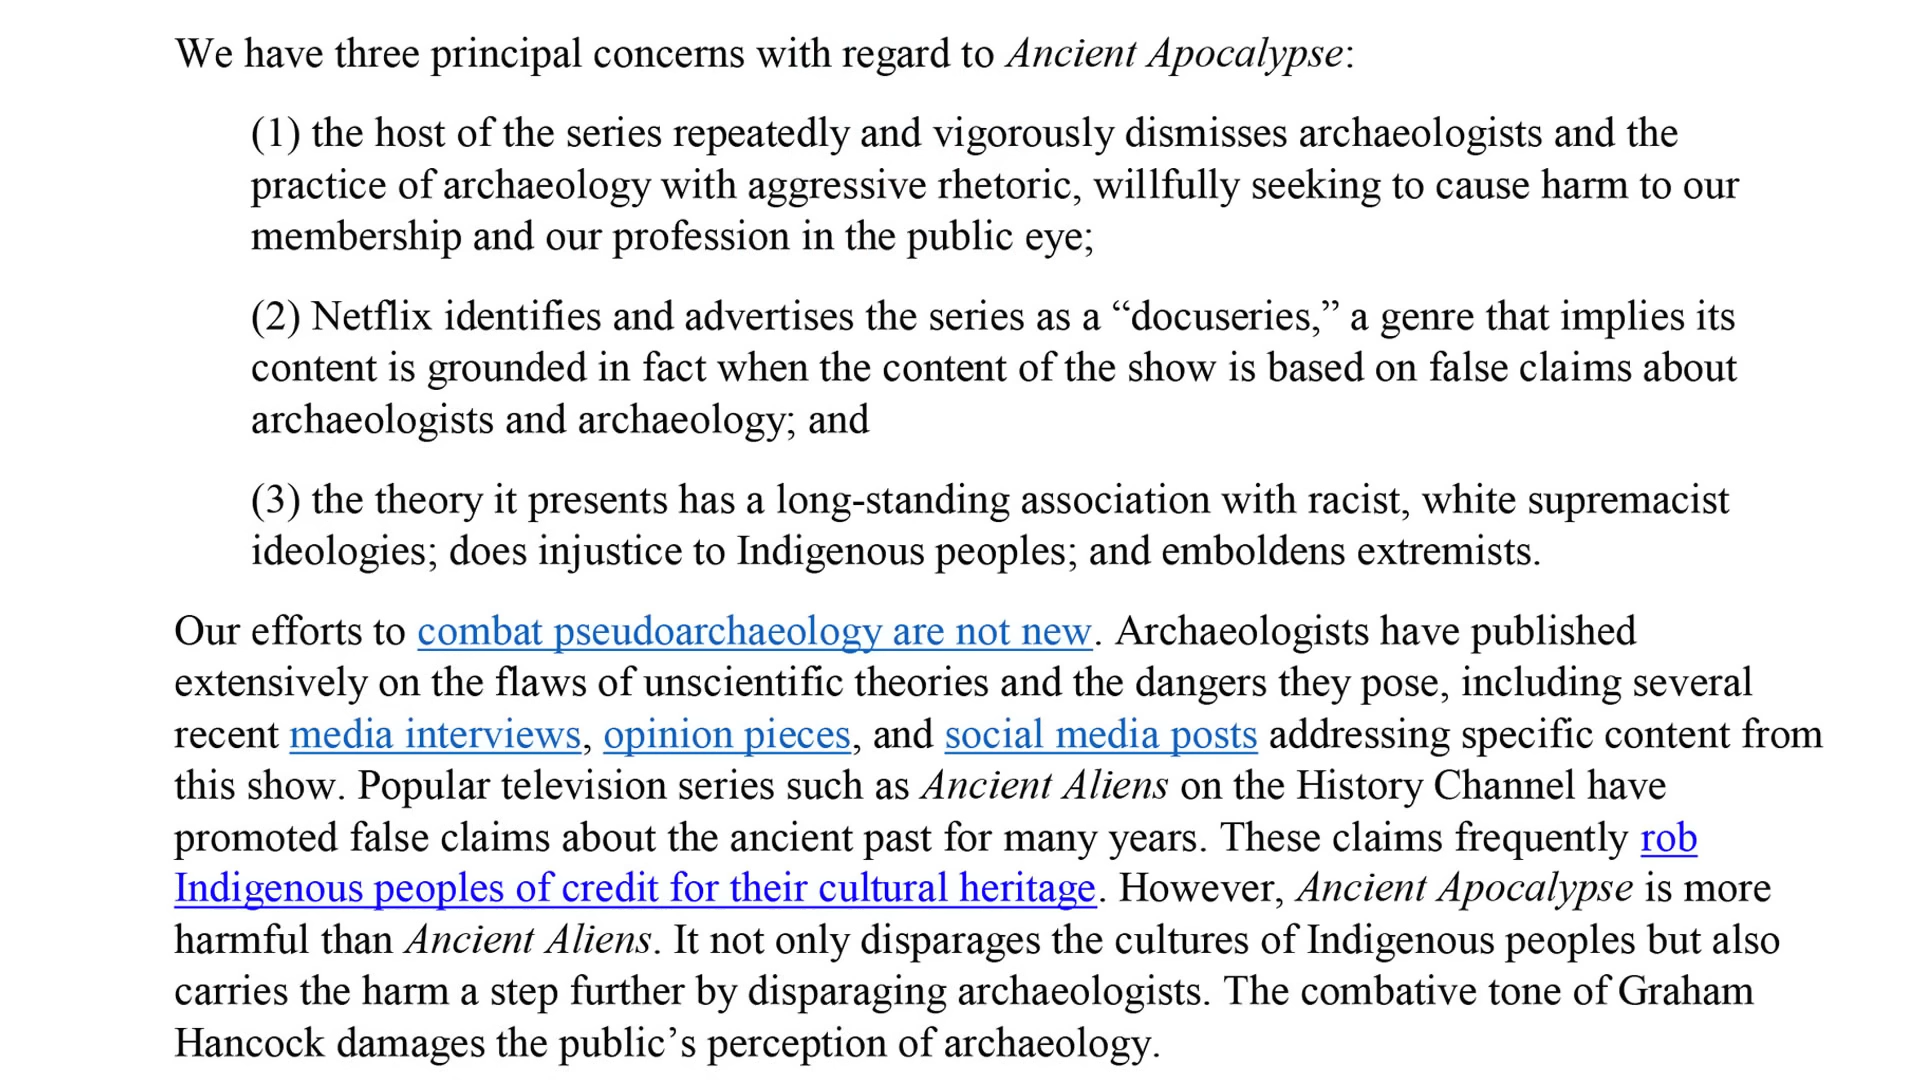 We have three principal concerns with regard to Ancient Apocalypse:
(1) the host of the series repeatedly and vigorously dismisses archaeologists and the
practice of archaeology with aggressive rhetoric, willfully seeking to cause harm to our
membership and our profession in the public eye;
(2) Netflix identifies and advertises the series as a “docuseries,” a genre that implies its
content is grounded in fact when the content of the show is based on false claims about
archaeologists and archaeology; and
(3) the theory it presents has a long-standing association with racist, white supremacist
ideologies; does injustice to Indigenous peoples; and emboldens extremists.
Our efforts to combat pseudoarchaeology are not new. Archaeologists have published
extensively on the flaws of unscientific theories and the dangers they pose, including several
recent media interviews, opinion pieces, and social media posts addressing specific content from
this show. Popular television series such as Ancient Aliens on the History Channel have
promoted false claims about the ancient past for many years. These claims frequently rob
Indigenous peoples of credit for their cultural heritage. However, Ancient Apocalypse is more
harmful than Ancient Aliens. It not only disparages the cultures of Indigenous peoples but also
carries the harm a step further by disparaging archaeologists. The combative tone of Graham
Hancock damages the public’s perception of archaeology.